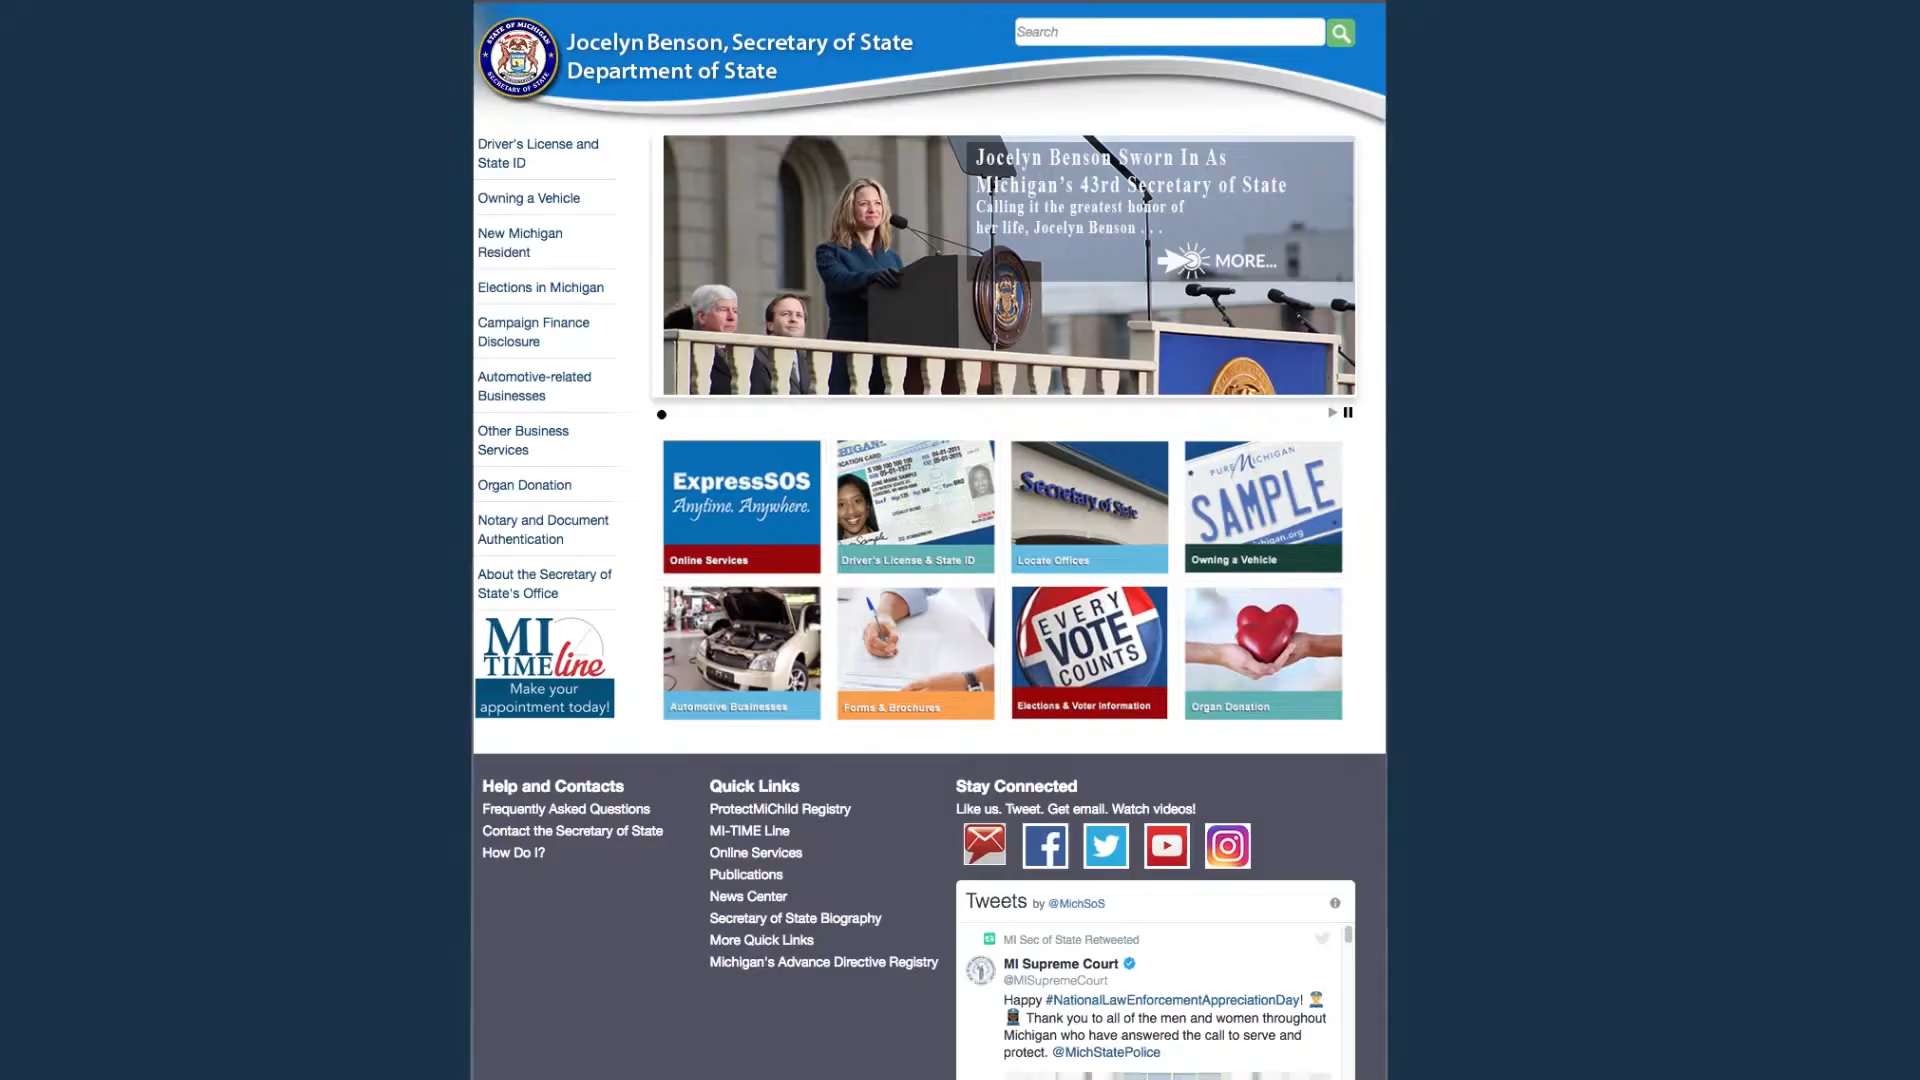 STATE OF MICHIGAN
SECRETARY OF STATE
Jocelyn Benson, Secretary of State
Department of State
Search
Driver's License and
State ID
Owning a Vehicle
New Michigan
Resident
Elections in Michigan
Campaign Finance
Disclosure
Automotive-related
Businesses
Other Business
Services
Organ Donation
Notary and Document
Authentication
About the Secretary of
State's Office
MI
TIMEline
Make your
appointment today!
Jocelyn Benson Sworn In As
Michigan's 43rd Secretary of State
Calling it the greatest honor of
her life, Jocelyn Benson . . .
MORE...
ExpressSOS
Anytime. Anywhere.
Online Services
Sample
Driver's License & State ID
Secretary of State
Locate Offices
PURE MICHIGAN
SAMPLE
Owning a Vehicle
Automotive Businesses
Forms & Brochures
EVERY
VOTE
COUNTS
Elections & Voter Information
Organ Donation
Help and Contacts
Frequently Asked Questions
Contact the Secretary of State
How Do I?
Quick Links
ProtectMiChild Registry
MI-TIME Line
Online Services
Publications
News Center
Secretary of State Biography
More Quick Links
Michigan's Advance Directive Registry
Stay Connected
Like us. Tweet. Get email. Watch videos!
Tweets by @MichSoS
MI Sec of State Retweeted
MI Supreme Court
@MISupremeCourt
Happy #NationalLawEnforcementAppreciationDay!
Thank you to all of the men and women throughout
Michigan who have answered the call to serve and
protect. @MichStatePolice